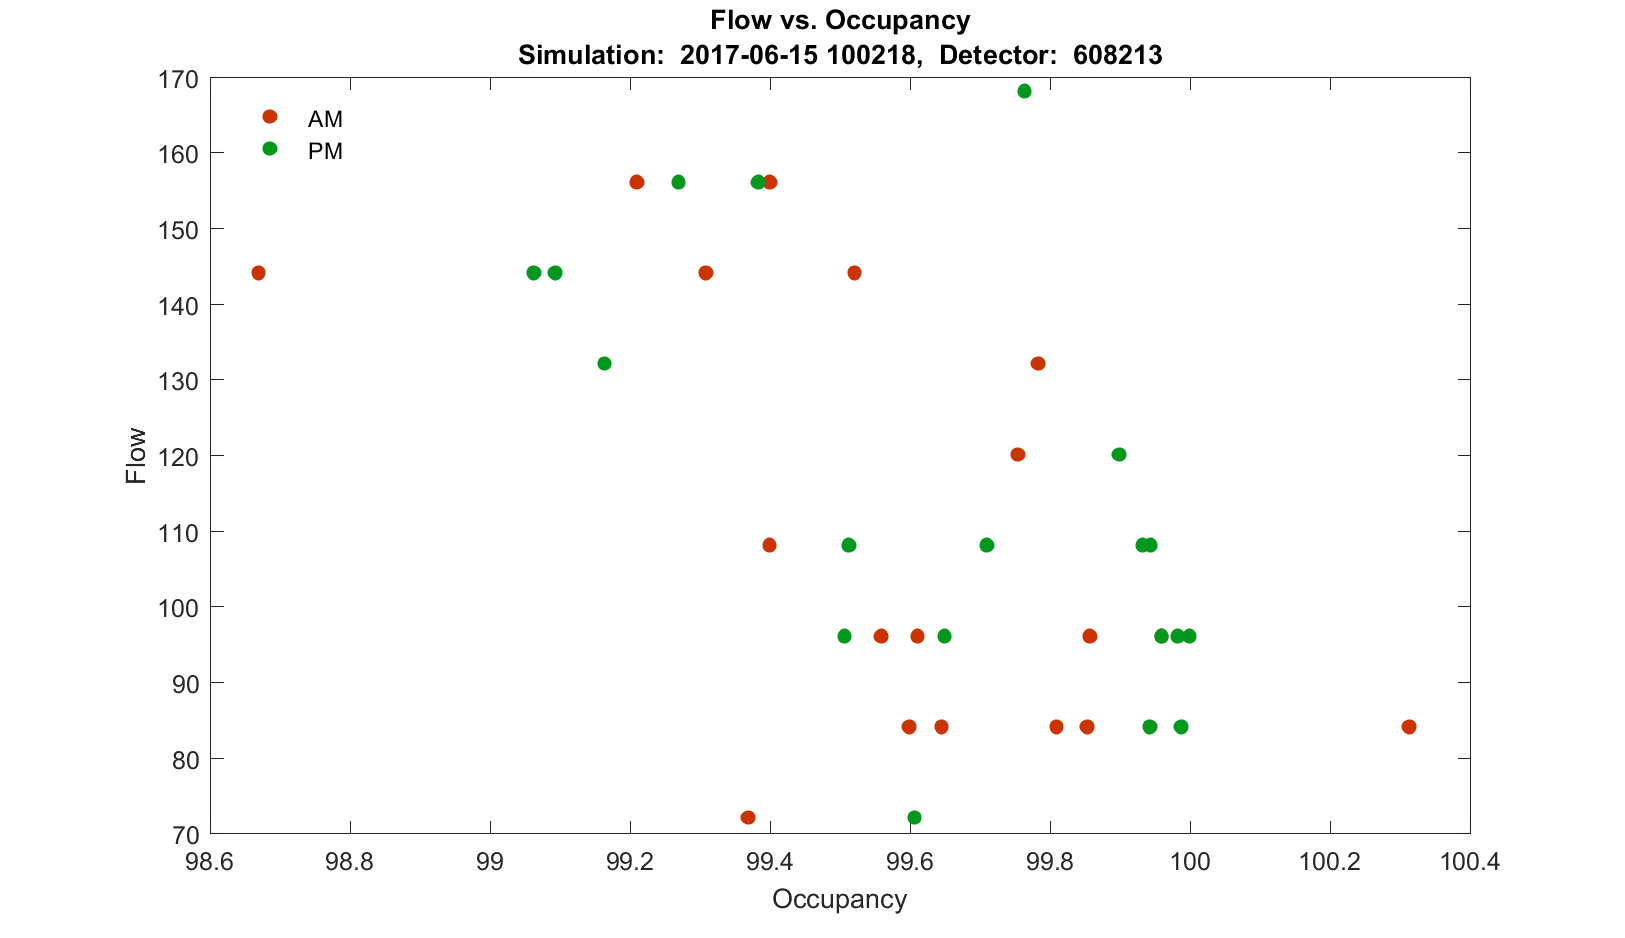 Flow vs. Occupancy
Simulation:  2017-06-15 100218,  Detector:  608213
170
AM
PM
160
150
140
130
Flow
120
110
100
90
80
70
98.6 98.8 99 99.2 99.4 99.6 99.8 100 100.2 100.4
Occupancy